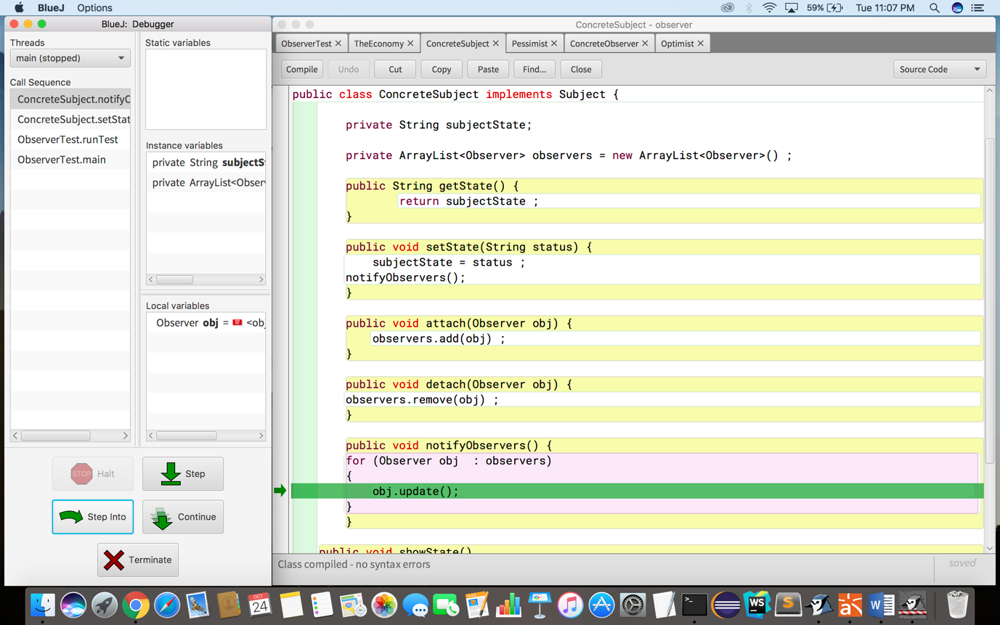 BlueJ Options
59% Tue 11:07 PM
BlueJ: Debugger
Threads
main (stopped)
Call Sequence
ConcreteSubject.notifyO
ConcreteSubject.setStat
ObserverTest.runTest
ObserverTest.main
Static variables
Instance variables
private String subjectS
private ArrayList<Observ
Local variables
Observer obj = <obj
STOP Halt
Step
Step Into
Continue
Terminate
ConcreteSubject - observer
ObserverTest TheEconomy ConcreteSubject Pessimist ConcreteObserver Optimist
Compile Undo Cut Copy Paste Find... Close Source Code
public class ConcreteSubject implements Subject {
private String subjectState;
private ArrayList<Observer> observers = new ArrayList<Observer>() ;
public String getState() {
return subjectState ;
}
public void setState(String status) {
subjectState = status ;
notifyObservers();
}
public void attach(Observer obj) {
observers.add(obj) ;
}
public void detach(Observer obj) {
observers.remove(obj) ;
}
public void notifyObservers() {
for (Observer obj  : observers)
{
obj.update();
}
}
public void showState()
Class compiled - no syntax errors
saved
OCT
24
WS
S
W